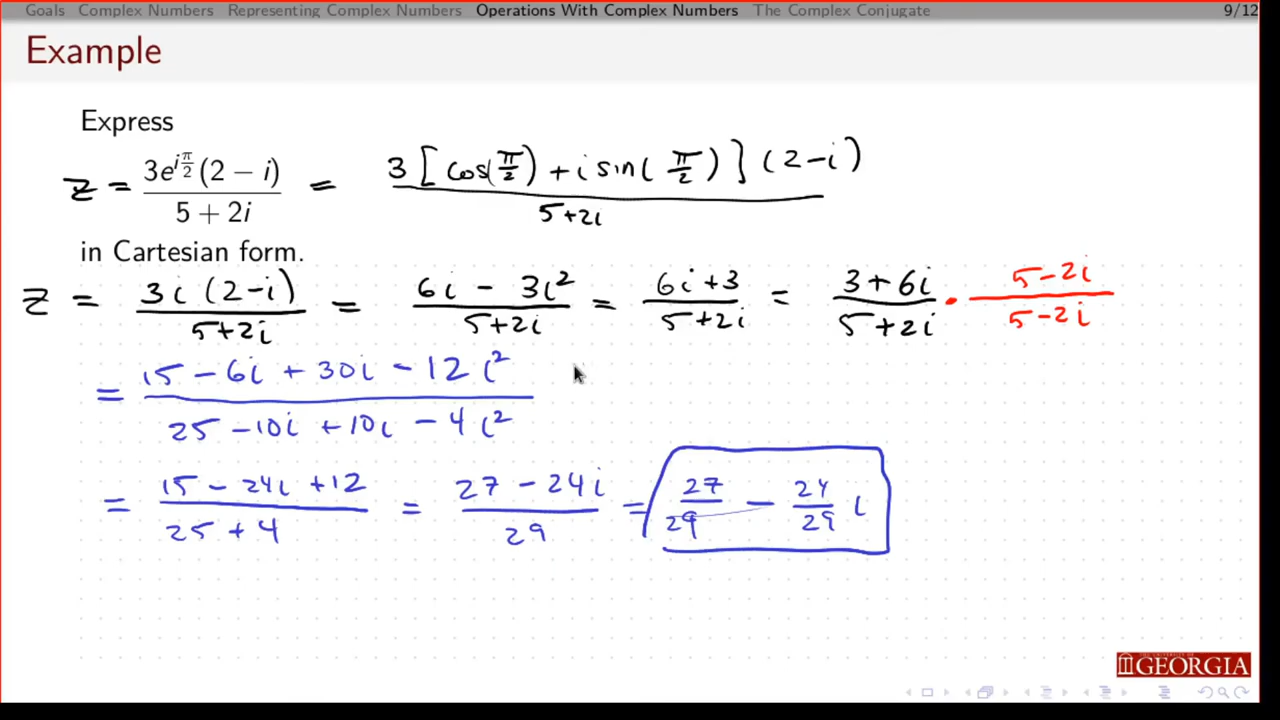 Goals Complex Numbers Representing Complex Numbers Operations With Complex Numbers The Complex Conjugate 9/12
Example
Express
z = 3e^{iπ/2}(2 − i) / 5 + 2i = 3[cos(π/2) + i sin(π/2)](2−i) / 5+2i
in Cartesian form.
z = 3i(2−i) / 5+2i = 6i − 3i² / 5+2i = 6i+3 / 5+2i = 3+6i / 5+2i · 5−2i / 5−2i
= 15 − 6i + 30i − 12i² / 25 − 10i + 10i − 4i²
= 15 − 24i + 12 / 25 + 4 = 27 − 24i / 29 = 27/29 − 24/29 i
THE UNIVERSITY OF
GEORGIA